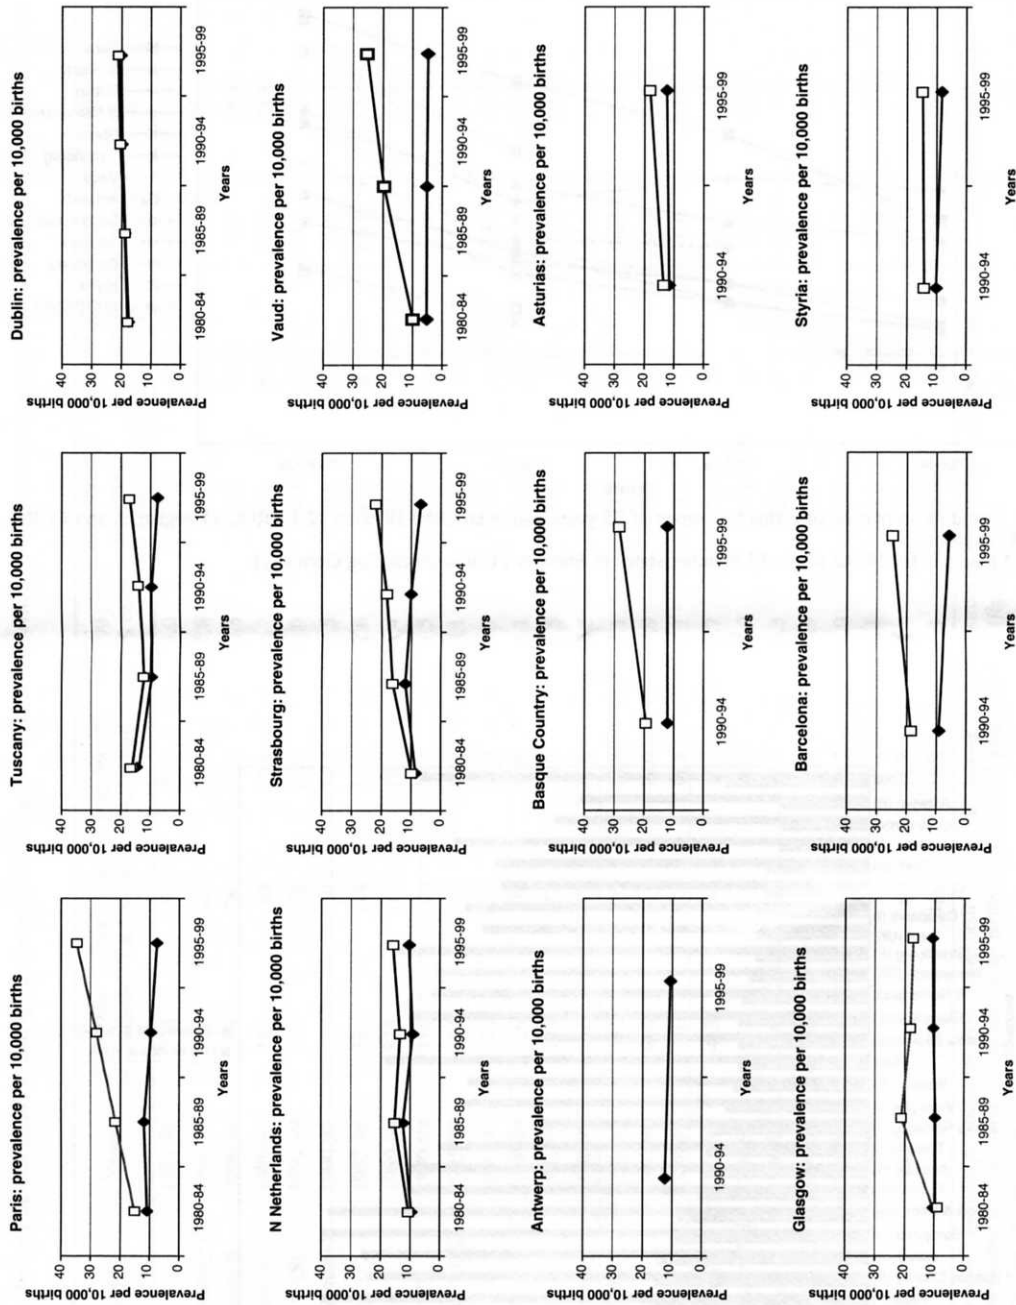 Paris: prevalence per 10,000 births
Prevalence per 10,000 births
40
30
20
10
0
1980-84
1985-89
1990-94
1995-99
Years
Tuscany: prevalence per 10,000 births
Prevalence per 10,000 births
40
30
20
10
0
1980-84
1985-89
1990-94
1995-99
Years
Dublin: prevalence per 10,000 births
Prevalence per 10,000 births
40
30
20
10
0
1980-84
1985-89
1990-94
1995-99
Years
N Netherlands: prevalence per 10,000 births
Prevalence per 10,000 births
40
30
20
10
0
1980-84
1985-89
1990-94
1995-99
Years
Strasbourg: prevalence per 10,000 births
Prevalence per 10,000 births
40
30
20
10
0
1980-84
1985-89
1990-94
1995-99
Years
Vaud: prevalence per 10,000 births
Prevalence per 10,000 births
40
30
20
10
0
1980-84
1985-89
1990-94
1995-99
Years
Antwerp: prevalence per 10,000 births
Prevalence per 10,000 births
40
30
20
10
0
1990-94
1995-99
Years
Basque Country: prevalence per 10,000 births
Prevalence per 10,000 births
40
30
20
10
0
1990-94
1995-99
Years
Asturias: prevalence per 10,000 births
Prevalence per 10,000 births
40
30
20
10
0
1990-94
1995-99
Years
Glasgow: prevalence per 10,000 births
Prevalence per 10,000 births
40
30
20
10
0
1980-84
1985-89
1990-94
1995-99
Years
Barcelona: prevalence per 10,000 births
Prevalence per 10,000 births
40
30
20
10
0
1990-94
1995-99
Years
Styria: prevalence per 10,000 births
Prevalence per 10,000 births
40
30
20
10
0
1990-94
1995-99
Years